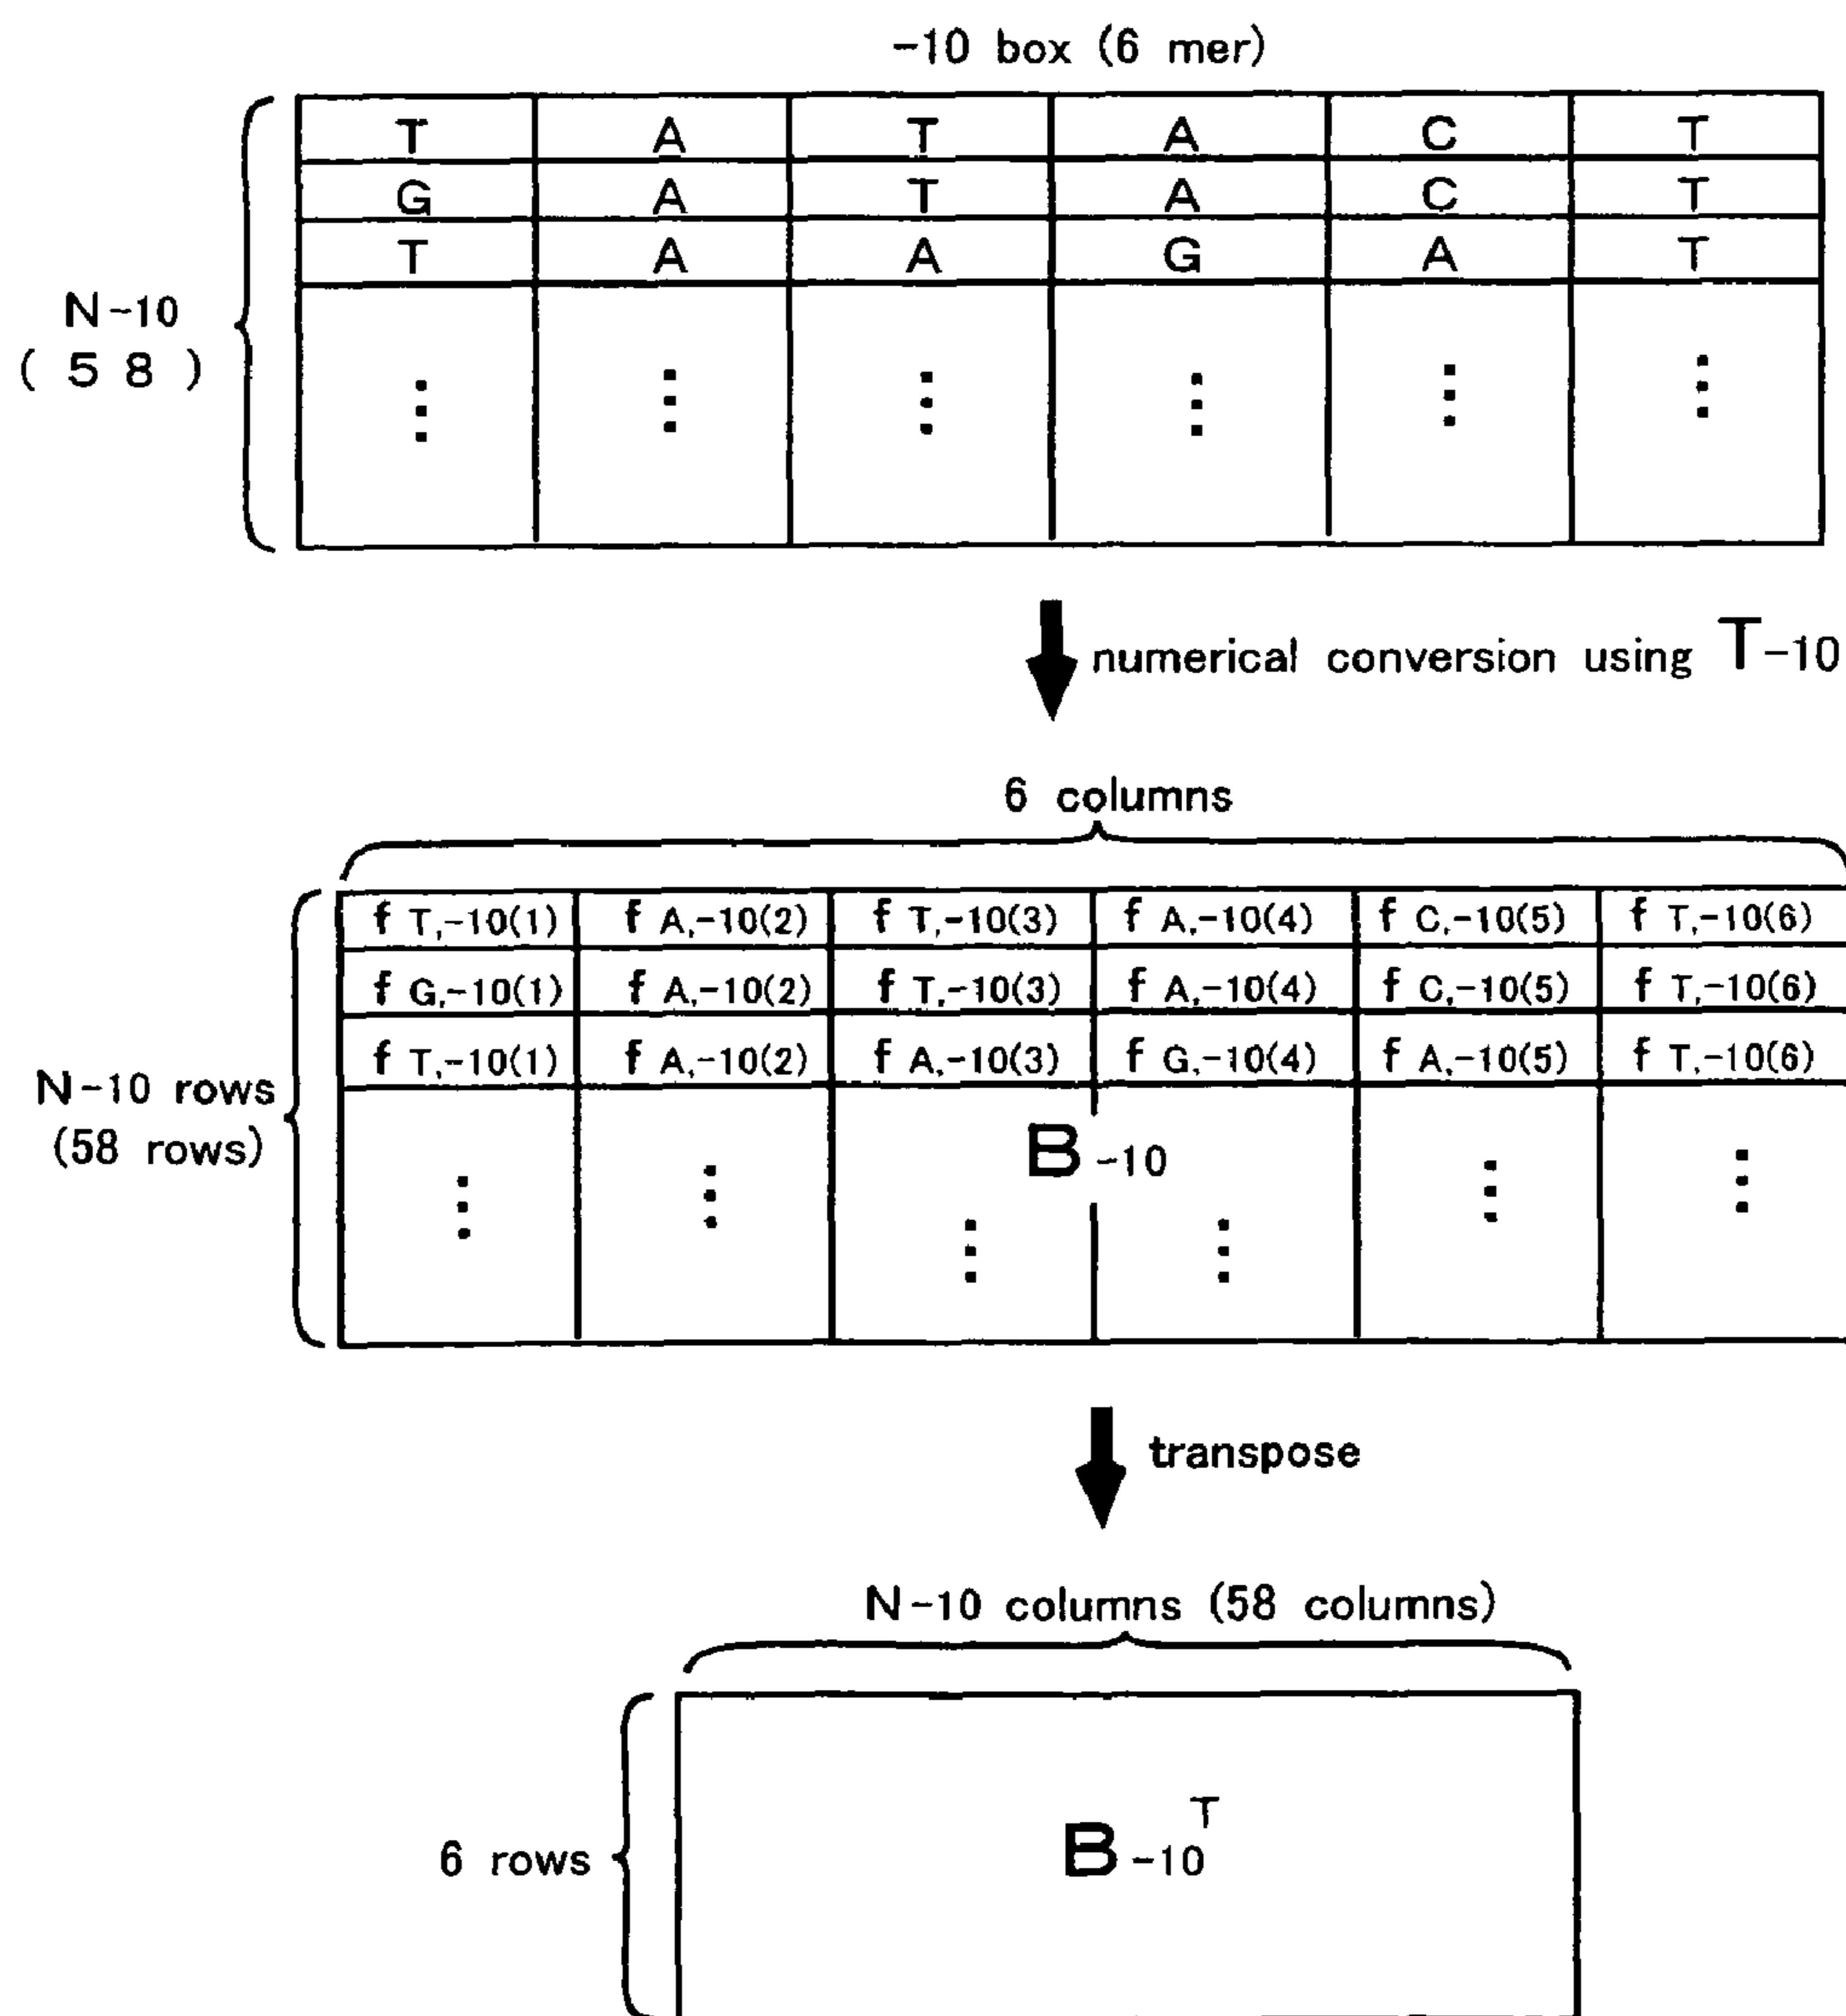 -10 box (6 mer)
T A T A C T
G A T A C T
T A A G A T
N-10
( 5 8 )
numerical conversion using T-10
6 columns
f T,-10(1) f A,-10(2) f T,-10(3) f A,-10(4) f C,-10(5) f T,-10(6)
f G,-10(1) f A,-10(2) f T,-10(3) f A,-10(4) f C,-10(5) f T,-10(6)
f T,-10(1) f A,-10(2) f A,-10(3) f G,-10(4) f A,-10(5) f T,-10(6)
N-10 rows
(58 rows)
B-10
transpose
N-10 columns (58 columns)
6 rows
B-10 T